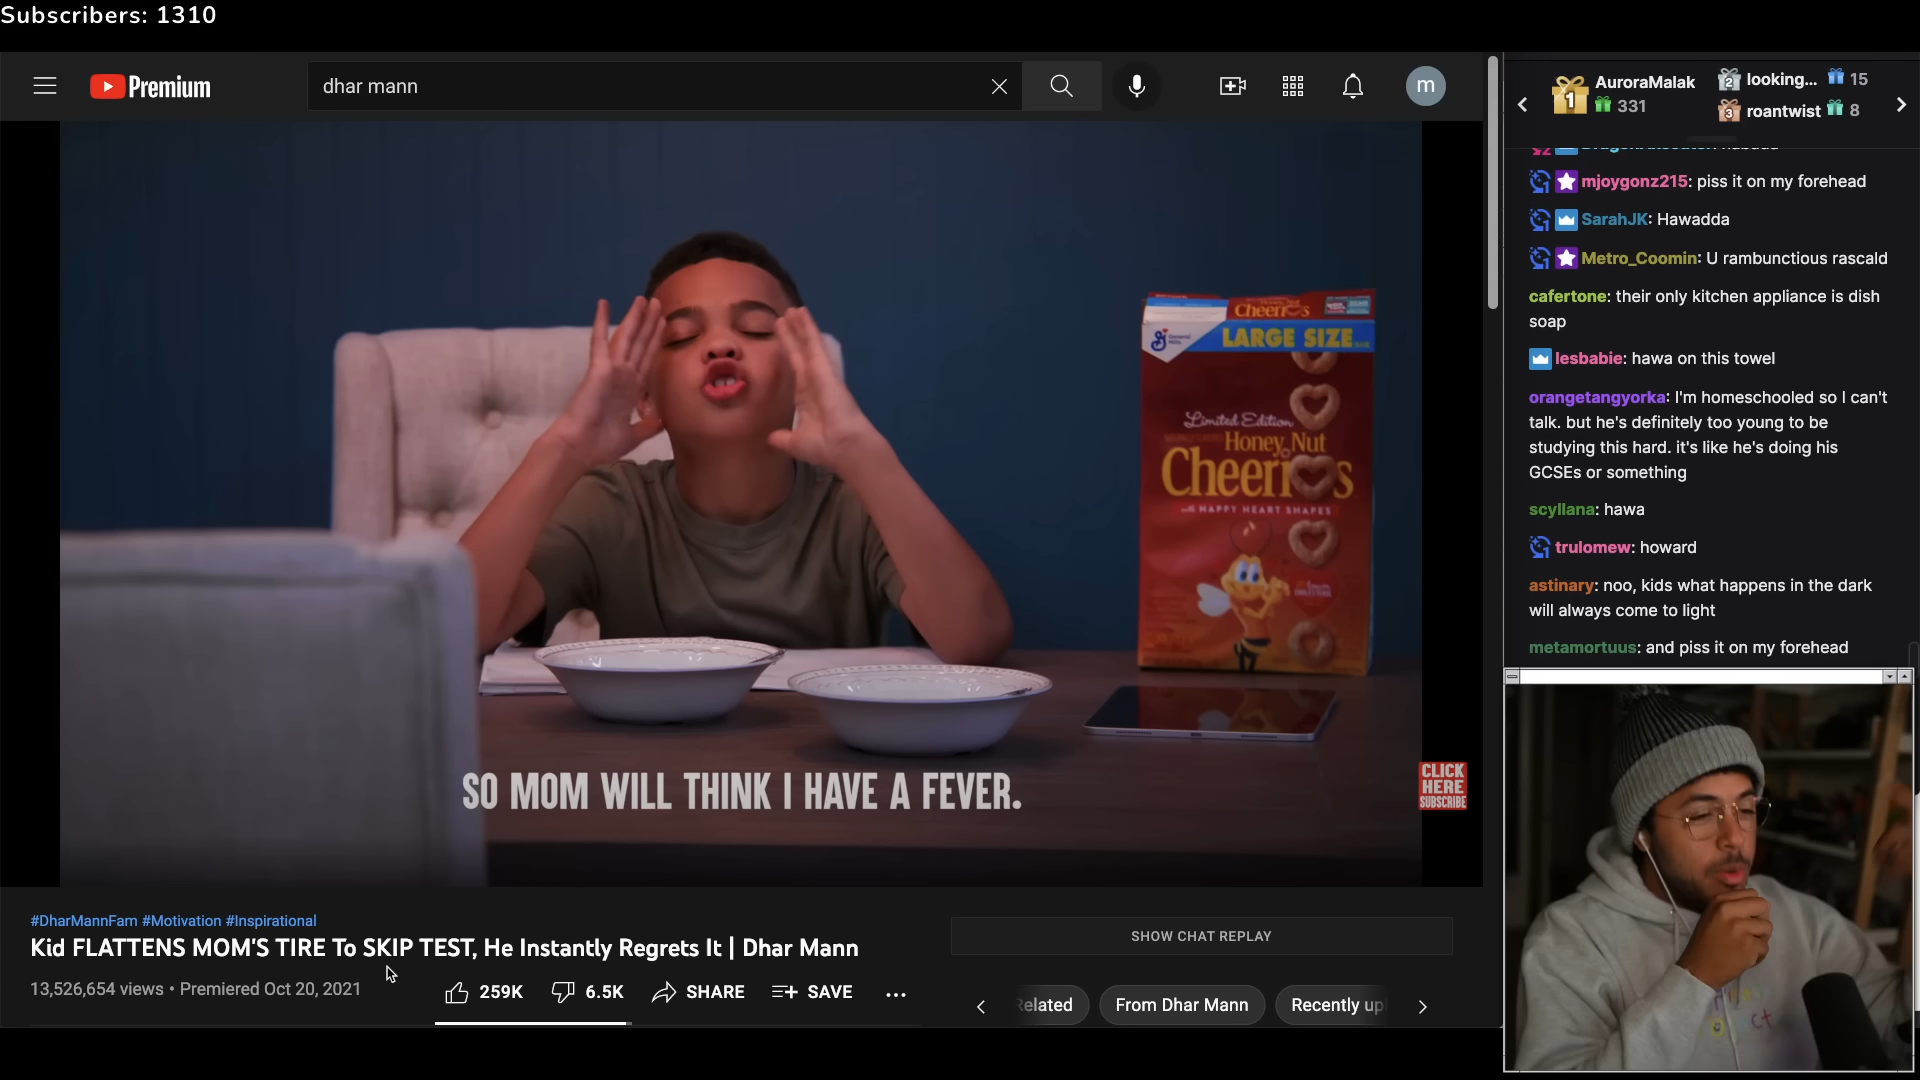 Subscribers: 1310
Premium
dhar mann
m
1
AuroraMalak
331
2
looking...
15
3
roantwist
8
mjoygonz215: piss it on my forehead
SarahJK: Hawadda
Metro_Coomin: U rambunctious rascald
cafertone: their only kitchen appliance is dish
soap
lesbabie: hawa on this towel
orangetangyorka: I'm homeschooled so I can't
talk. but he's definitely too young to be
studying this hard. it's like he's doing his
GCSEs or something
scyllana: hawa
trulomew: howard
astinary: noo, kids what happens in the dark
will always come to light
metamortuus: and piss it on my forehead
Honey Nut
Cheerios
General
Mills
LARGE SIZE
Limited Edition
Honey Nut
Cheerios
HAPPY HEART SHAPES
SO MOM WILL THINK I HAVE A FEVER.
CLICK
HERE
SUBSCRIBE
#DharMannFam #Motivation #Inspirational
Kid FLATTENS MOM'S TIRE To SKIP TEST, He Instantly Regrets It | Dhar Mann
13,526,654 views • Premiered Oct 20, 2021
259K
6.5K
SHARE
SAVE
SHOW CHAT REPLAY
elated
From Dhar Mann
Recently up